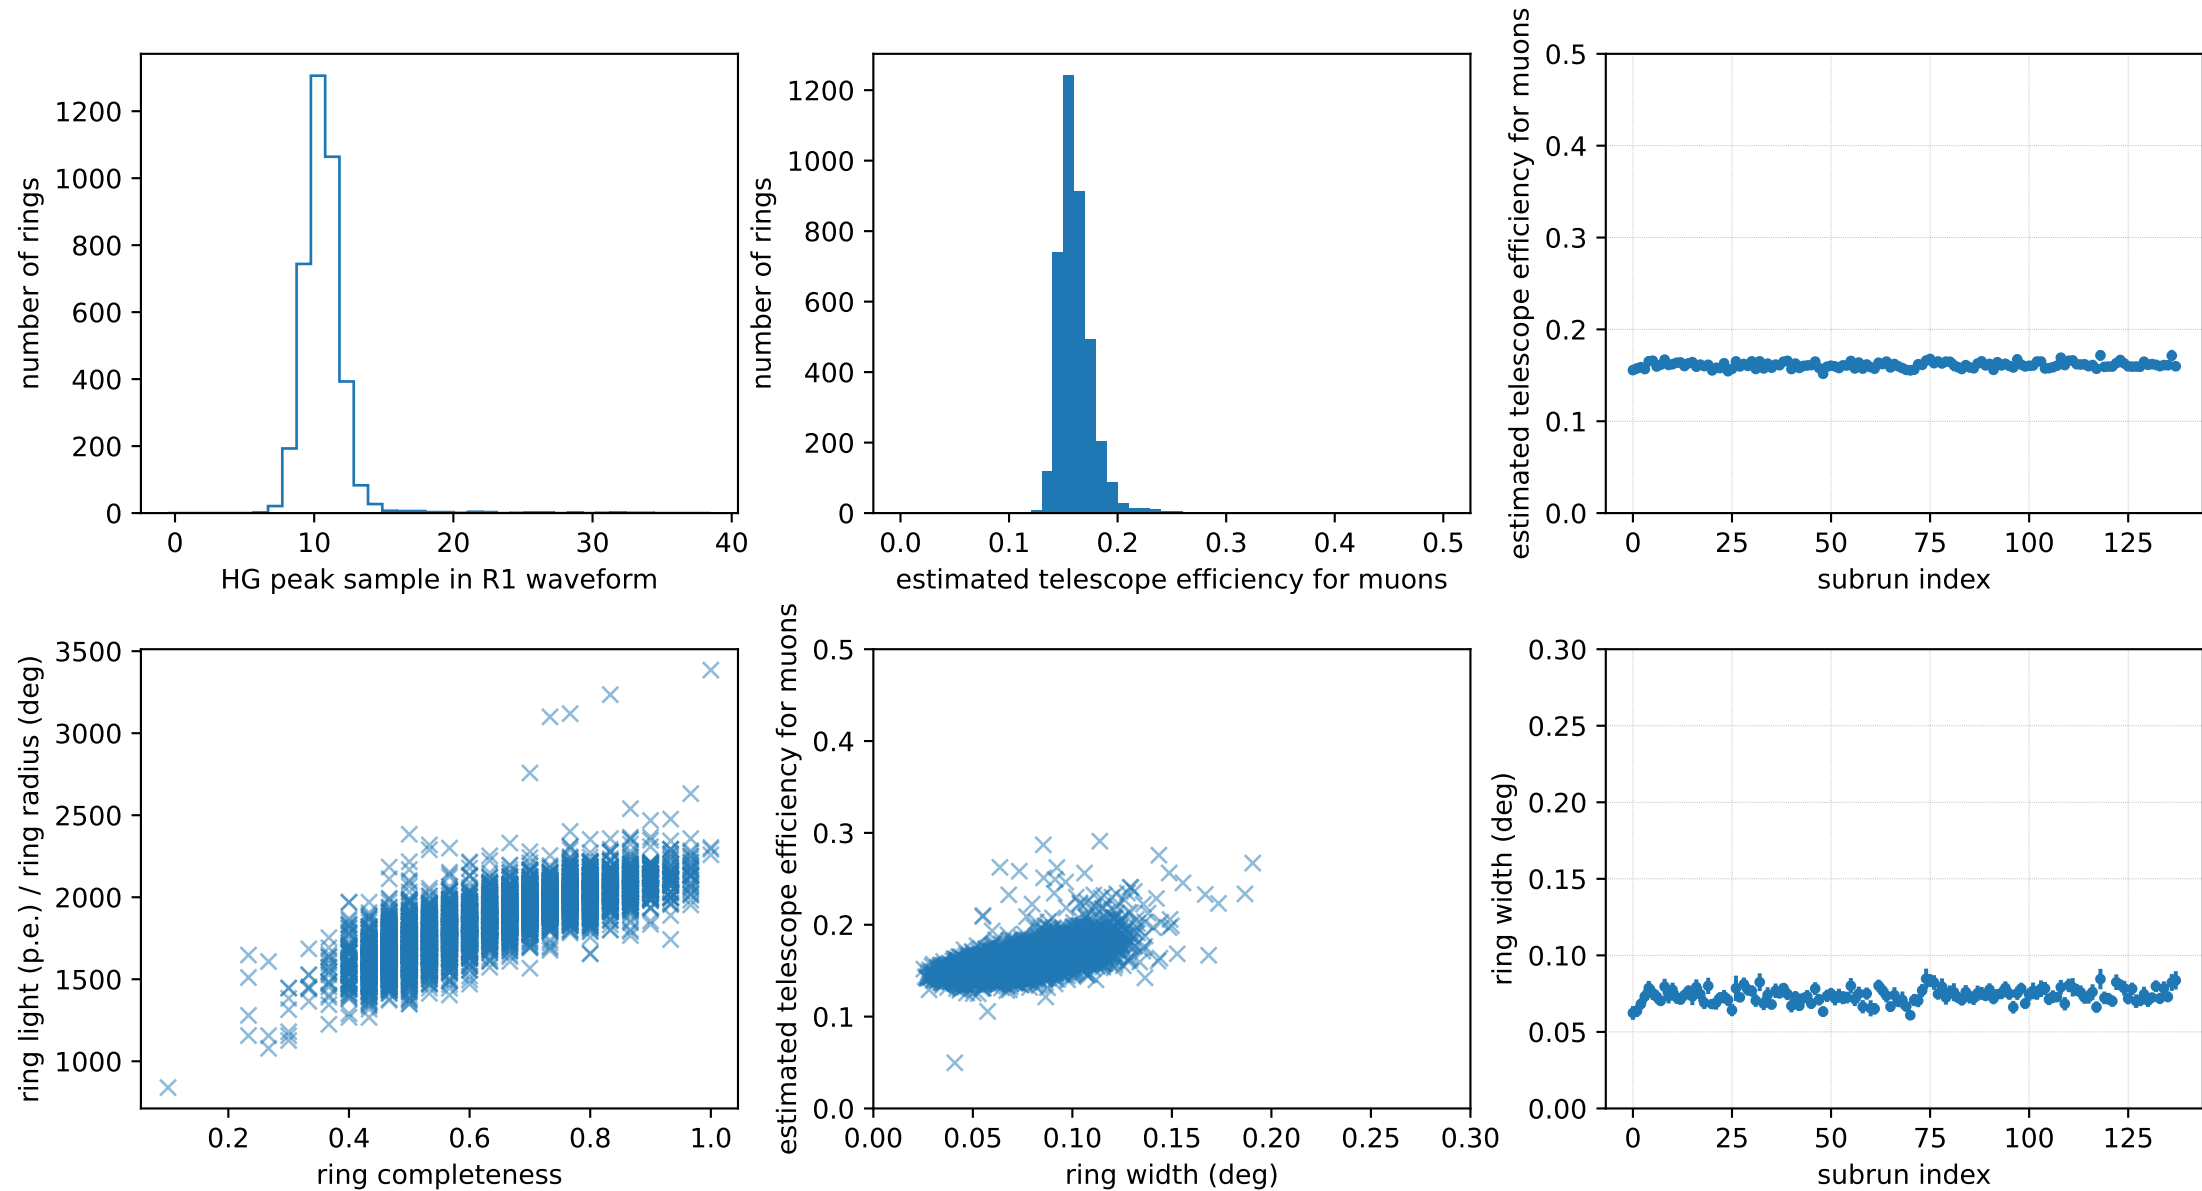 number of rings
1200
1000
800
600
400
200
0
0 10 20 30 40
HG peak sample in R1 waveform
number of rings
1200
1000
800
600
400
200
0
0.0 0.1 0.2 0.3 0.4 0.5
estimated telescope efficiency for muons
estimated telescope efficiency for muons
0.5
0.4
0.3
0.2
0.1
0.0
0 25 50 75 100 125
subrun index
ring light (p.e.) / ring radius (deg)
3500
3000
2500
2000
1500
1000
0.2 0.4 0.6 0.8 1.0
ring completeness
estimated telescope efficiency for muons
0.5
0.4
0.3
0.2
0.1
0.0
0.00 0.05 0.10 0.15 0.20 0.25 0.30
ring width (deg)
ring width (deg)
0.30
0.25
0.20
0.15
0.10
0.05
0.00
0 25 50 75 100 125
subrun index